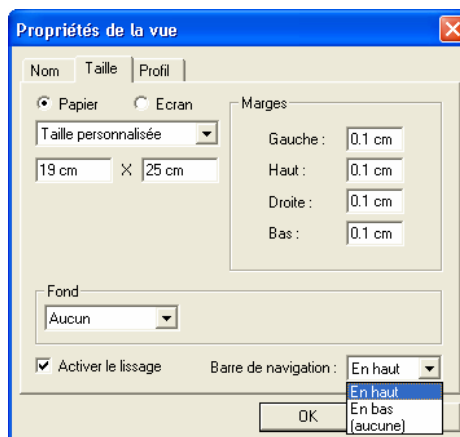 Propriétés de la vue
Nom Taille Profil
Papier Ecran
Taille personnalisée
19 cm X 25 cm
Marges
Gauche : 0.1 cm
Haut : 0.1 cm
Droite : 0.1 cm
Bas : 0.1 cm
Fond
Aucun
Activer le lissage Barre de navigation : En haut
En haut
En bas
(aucune)
OK